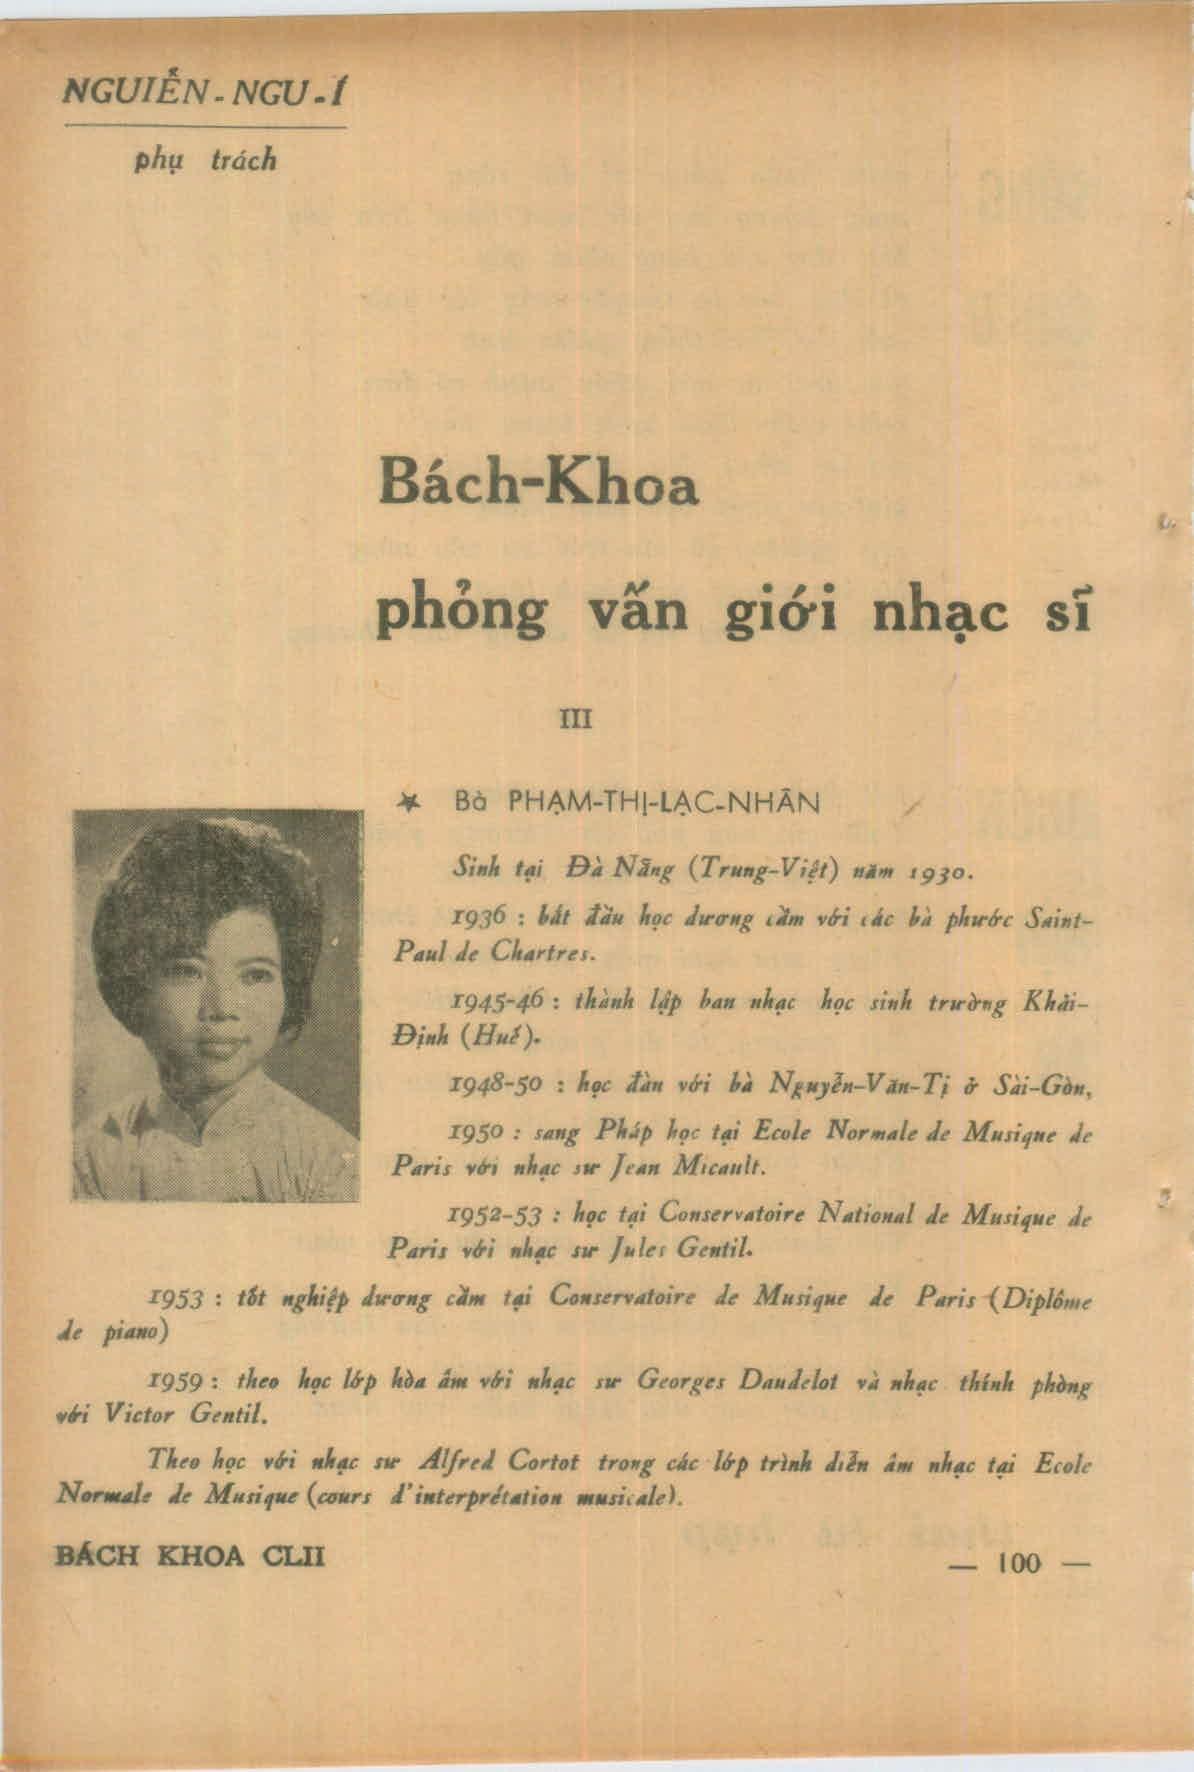 NGUIỄN-NGU-Í
phụ trách
Bách-Khoa
phỏng vấn giới nhạc sĩ
III
★ Bà PHẠM-THỊ-LẠC-NHÂN
Sinh tại Đà Nẵng (Trung-Việt) năm 1930.
1936 : bắt đầu học dương cầm với các bà phước Saint-
Paul de Chartres.
1945-46 : thành lập ban nhạc học sinh trường Khải-
Định (Huế).
1948-50 : học đàn với bà Nguyễn-Văn-Tị ở Sài-Gòn,
1950 : sang Pháp học tại Ecole Normale de Musique de
Paris với nhạc sư Jean Micault.
1952-53 : học tại Conservatoire National de Musique de
Paris với nhạc sư Jules Gentil.
1953 : tốt nghiệp dương cầm tại Conservatoire de Musique de Paris (Diplôme
de piano)
1959 : theo học lớp hòa âm với nhạc sư Georges Daudelot và nhạc thính phòng
với Victor Gentil.
Theo học với nhạc sư Alfred Cortot trong các lớp trình diễn âm nhạc tại Ecole
Normale de Musique (cours d'interprétation musicale).
BÁCH KHOA CLII
— 100 —